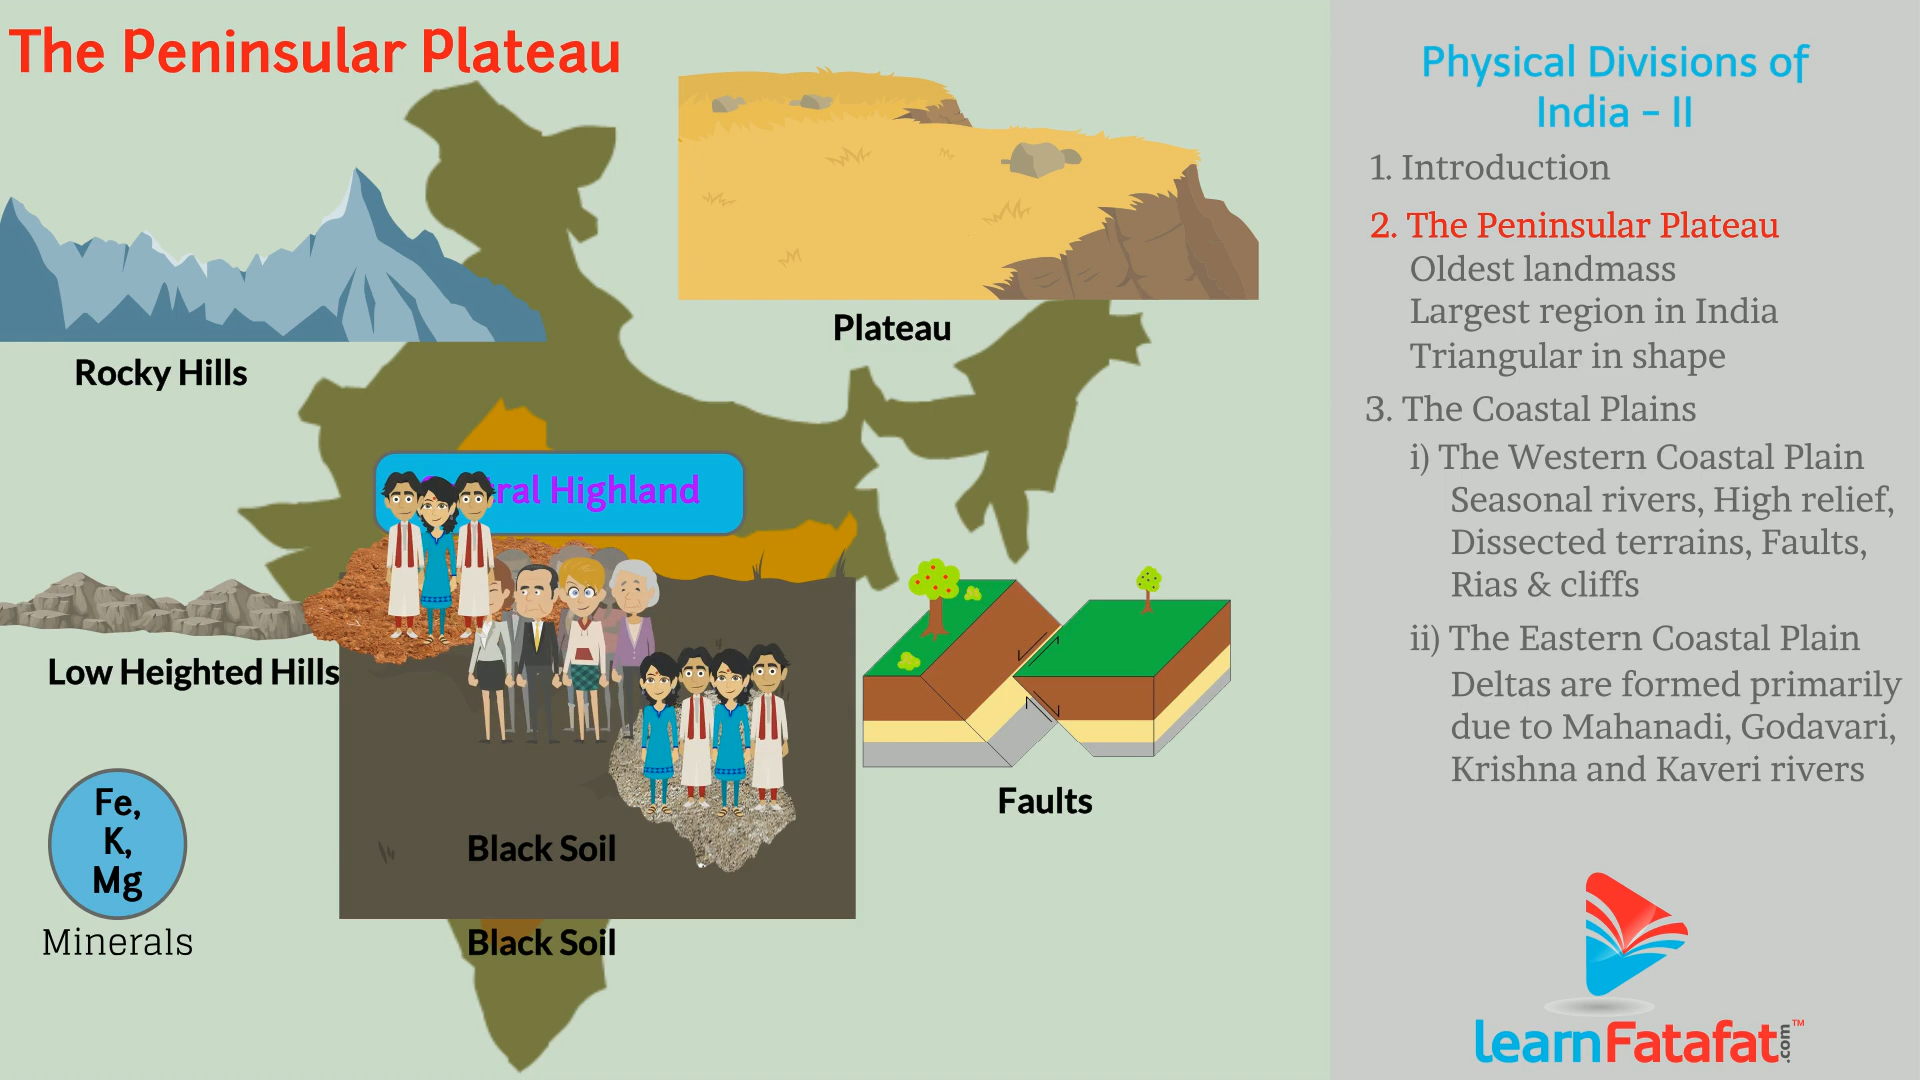 The Peninsular Plateau
Rocky Hills
Plateau
ral Highland
Low Heighted Hills
Fe,
K,
Mg
Minerals
Black Soil
Black Soil
Faults
Physical Divisions of
India - II
1. Introduction
2. The Peninsular Plateau
Oldest landmass
Largest region in India
Triangular in shape
3. The Coastal Plains
i) The Western Coastal Plain
Seasonal rivers, High relief,
Dissected terrains, Faults,
Rias & cliffs
ii) The Eastern Coastal Plain
Deltas are formed primarily
due to Mahanadi, Godavari,
Krishna and Kaveri rivers
learnFatafat.com™